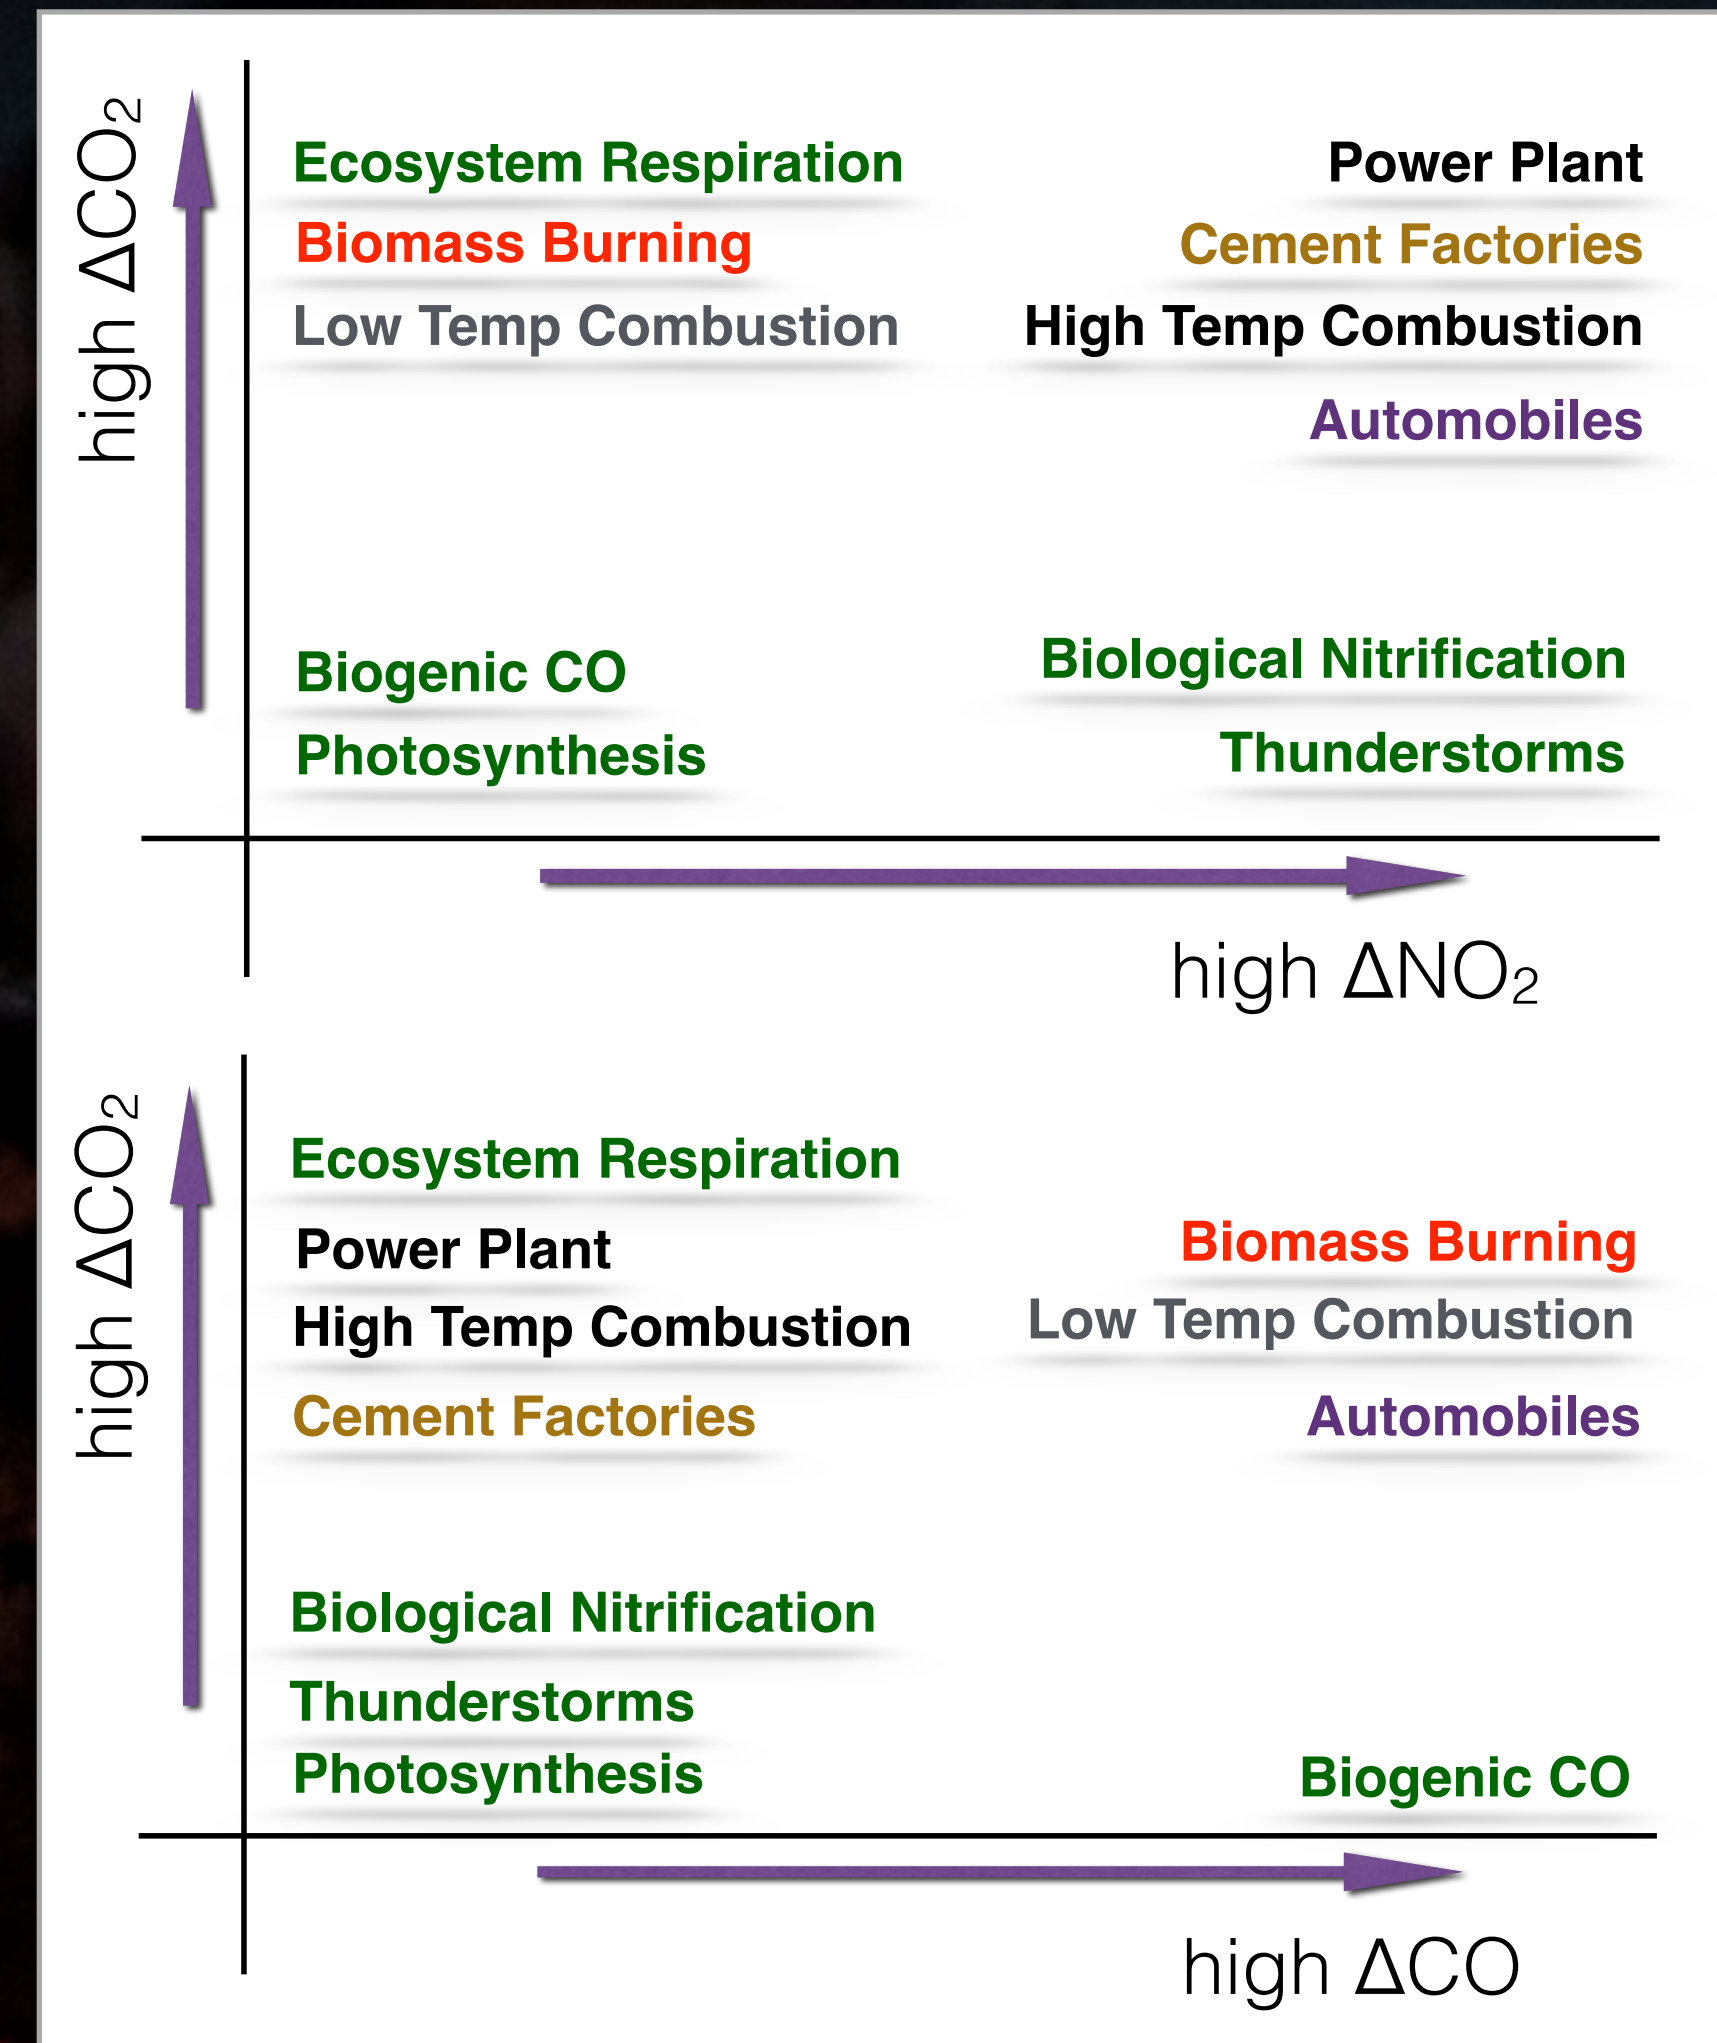 high ΔCO₂
Ecosystem Respiration
Power Plant
Biomass Burning
Cement Factories
Low Temp Combustion
High Temp Combustion
Automobiles
Biogenic CO
Biological Nitrification
Photosynthesis
Thunderstorms
high ΔNO₂
high ΔCO₂
Ecosystem Respiration
Power Plant
Biomass Burning
High Temp Combustion
Low Temp Combustion
Cement Factories
Automobiles
Biological Nitrification
Thunderstorms
Photosynthesis
Biogenic CO
high ΔCO